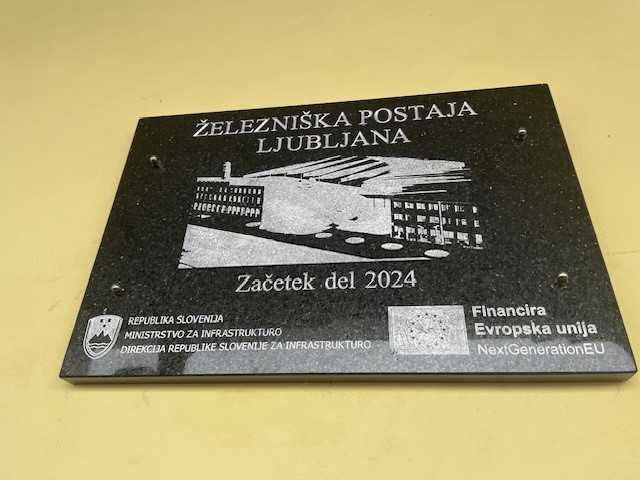 ŽELEZNIŠKA POSTAJA
LJUBLJANA
Začetek del 2024
REPUBLIKA SLOVENIJA
MINISTRSTVO ZA INFRASTRUKTURO
DIREKCIJA REPUBLIKE SLOVENIJE ZA INFRASTRUKTURO
Financira
Evropska unija
NextGenerationEU